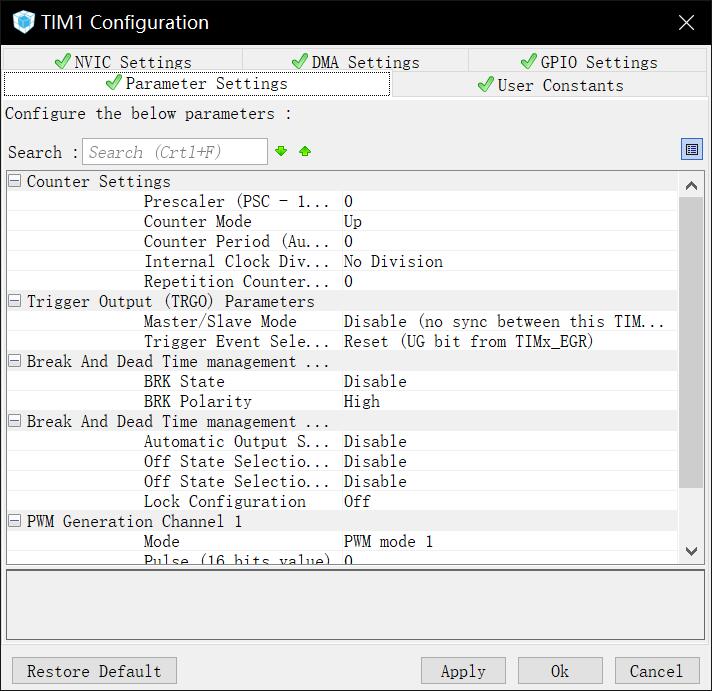 TIM1 Configuration
NVIC Settings DMA Settings GPIO Settings
Parameter Settings User Constants
Configure the below parameters :
Search : Search (Crtl+F)
Counter Settings
Prescaler (PSC - 1... 0
Counter Mode Up
Counter Period (Au... 0
Internal Clock Div... No Division
Repetition Counter... 0
Trigger Output (TRGO) Parameters
Master/Slave Mode Disable (no sync between this TIM...
Trigger Event Sele... Reset (UG bit from TIMx_EGR)
Break And Dead Time management ...
BRK State Disable
BRK Polarity High
Break And Dead Time management ...
Automatic Output S... Disable
Off State Selectio... Disable
Off State Selectio... Disable
Lock Configuration Off
PWM Generation Channel 1
Mode PWM mode 1
Pulse (16 bits value) 0
Restore Default Apply Ok Cancel